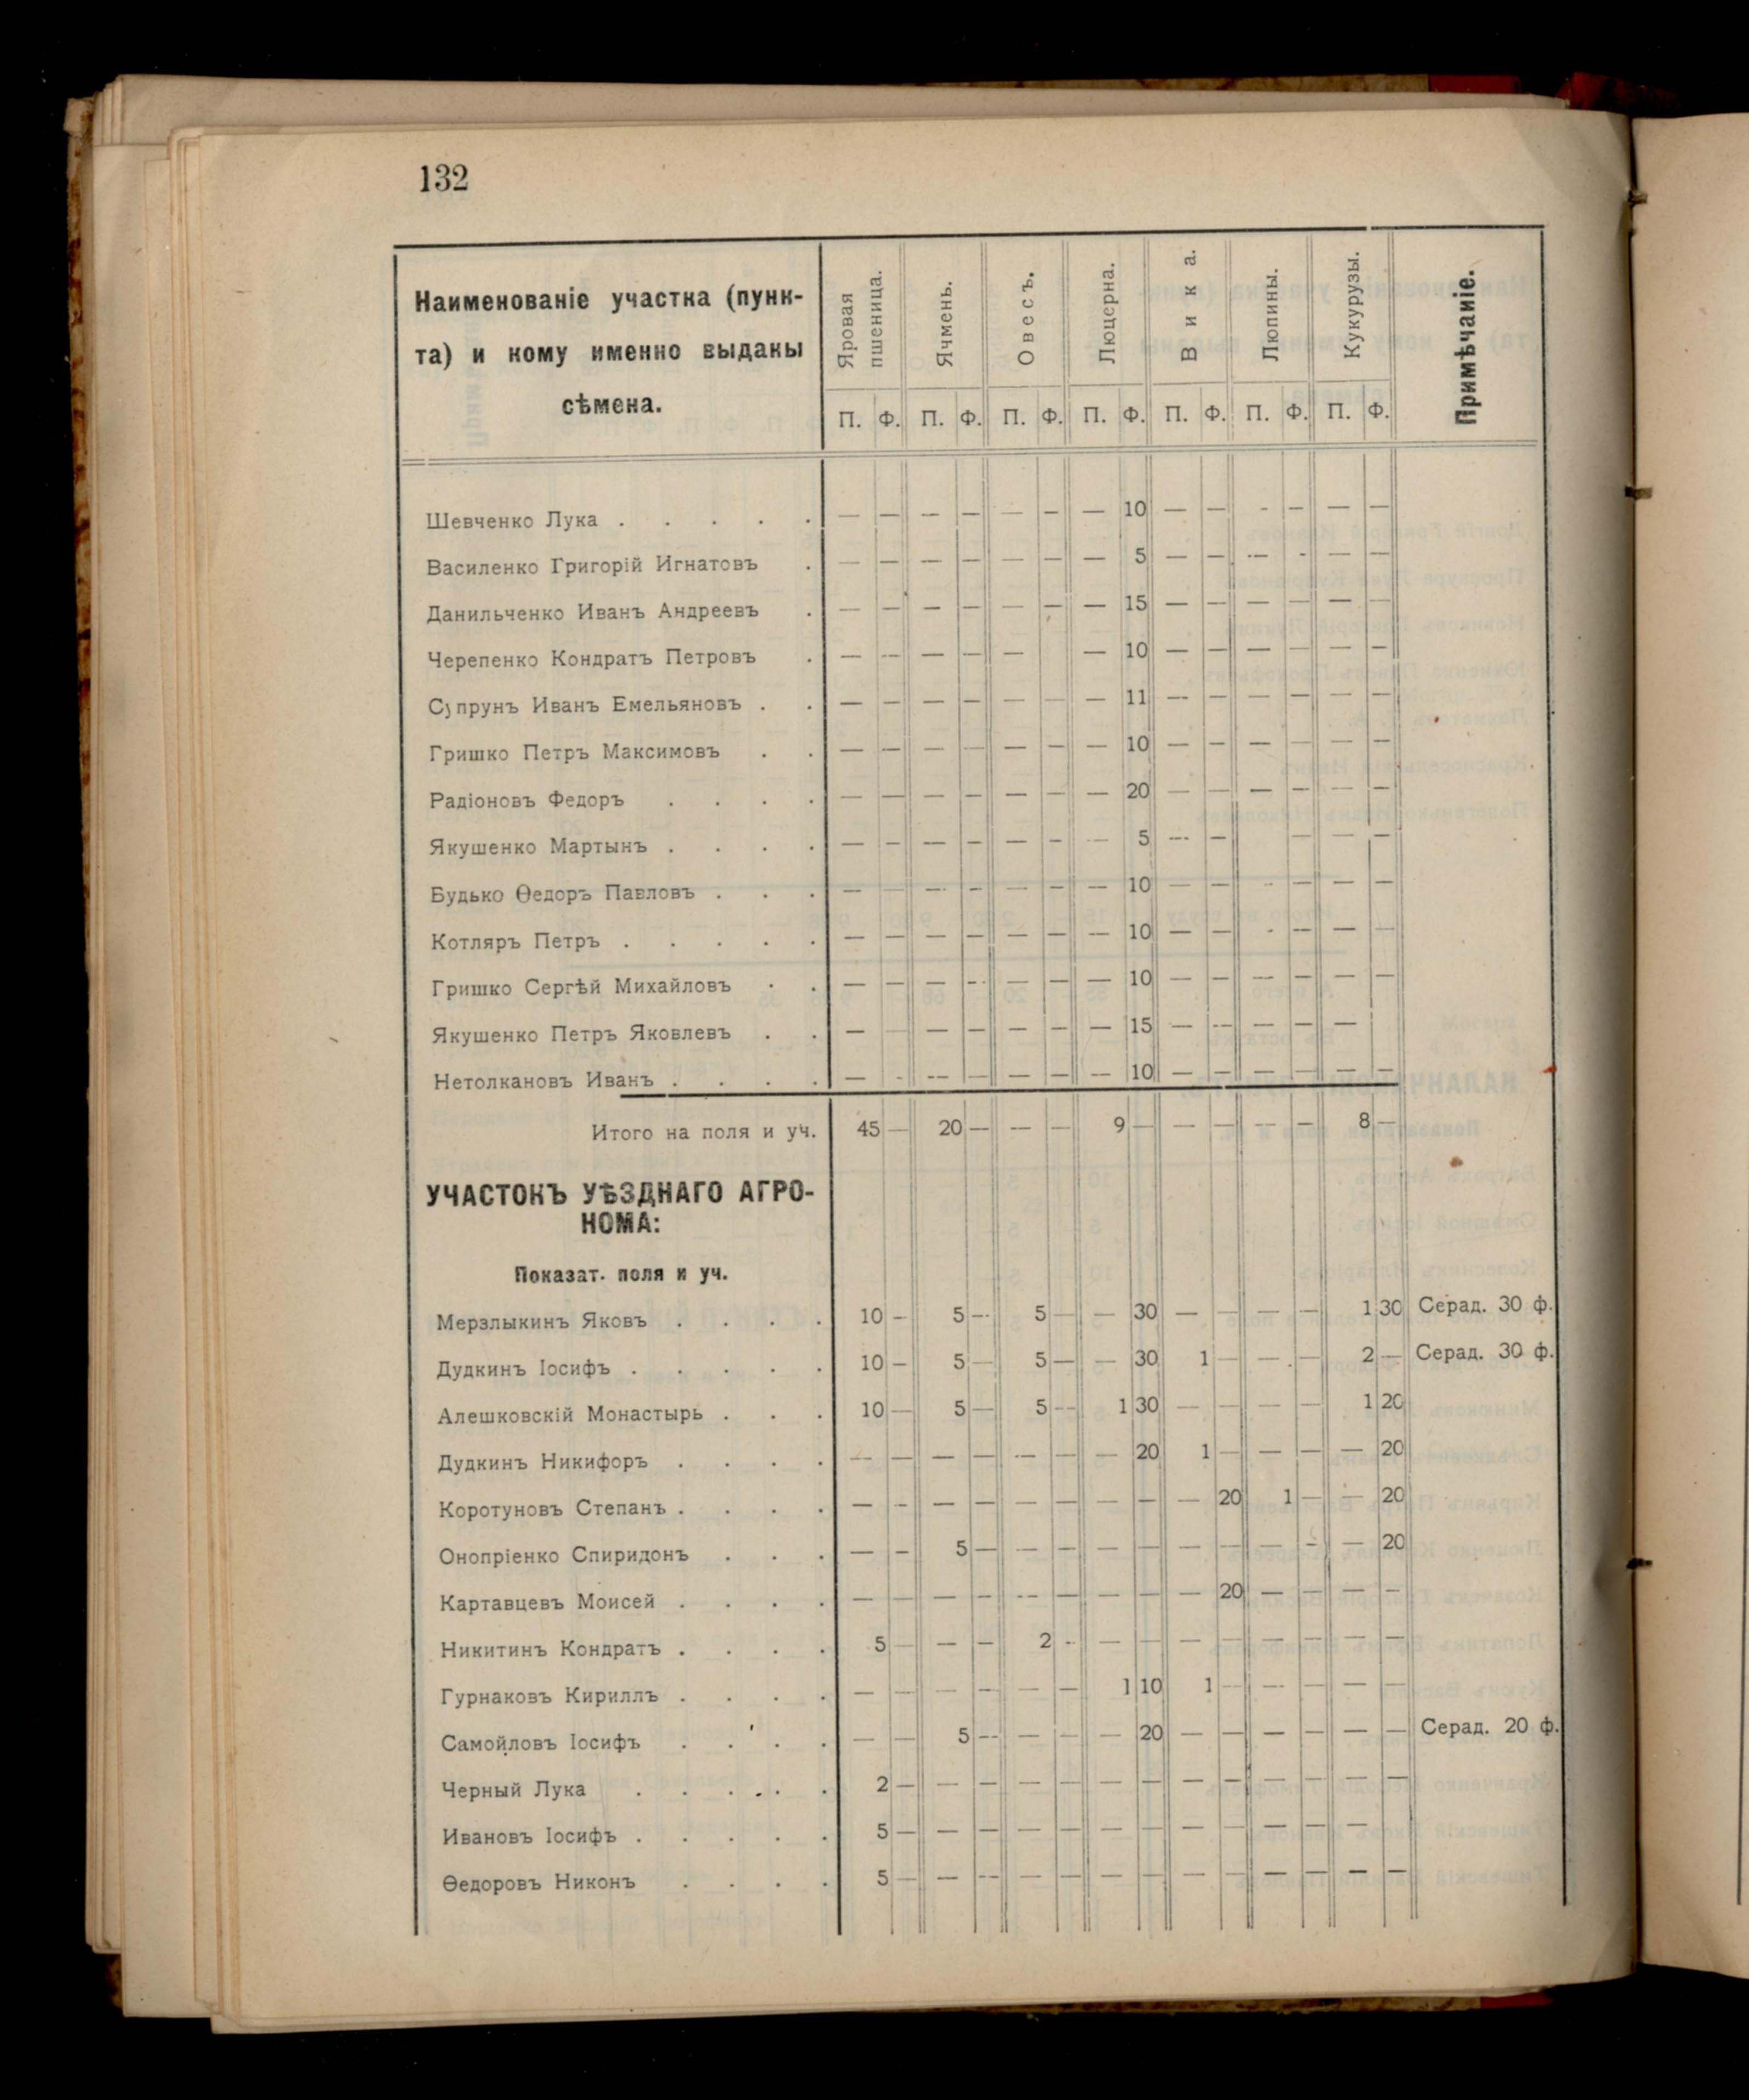 132
Наименованіе участка (пунк-
та) и кому именно выданы
сѣмена.
Яровая
пшеница.
Ячмень.
Овесъ.
Люцерна.
Вика.
Люпины.
Кукурузы.
Примѣчаніе.
П. Ф. П. Ф. П. Ф. П. Ф. П. Ф. П. Ф. П. Ф.
Шевченко Лука . . . . . — — — — — — — 10 — — - — — —
Василенко Григорій Игнатовъ . — — — — — — — 5 — — — - — —
Данильченко Иванъ Андреевъ . — — — — — — — 15 — — — — — —
Черепенко Кондратъ Петровъ . — — — — — — 10 — — — — — —
Супрунъ Иванъ Емельяновъ . . — — — — — — — 11 — — — — — —
Гришко Петръ Максимовъ . . — — — — — — — 10 — — — — — —
Радіоновъ Федоръ . . . . — — — — — — — 20 — — — — — —
Якушенко Мартынъ . . . . — — — — — — — 5 — — — — —
Будько Ѳедоръ Павловъ . . . — — — — — — — 10 — — - — — —
Котляръ Петръ . . . . . — — — — — — — 10 — — - — — —
Гришко Сергѣй Михайловъ . . — — — — — — — 10 — — — — — —
Якушенко Петръ Яковлевъ . . — — — — — — — 15 — — — — —
Нетолкановъ Иванъ . . . . — - — — — — — 10 — — — — — —
Итого на поля и уч. 45 — 20 — — — 9 — — — — — 8 —
УЧАСТОКЪ УѢЗДНАГО АГРО-
НОМА:
Показат. поля и уч.
Мерзлыкинъ Яковъ . . . . 10 — 5 — 5 — — 30 — — — — 1 30 Серад. 30 ф.
Дудкинъ Іосифъ . . . . . 10 — 5 — 5 — — 30 1 — — — 2 — Серад. 30 ф.
Алешковскій Монастырь . . . 10 — 5 — 5 — 1 30 — — — — 1 20
Дудкинъ Никифоръ . . . . — — — — — — — 20 1 — — — — 20
Коротуновъ Степанъ . . . . — — — — — — — — — 20 1 — — 20
Онопріенко Спиридонъ . . . — — 5 — — — — — — — — - — 20
Картавцевъ Моисей . . . . — — — — — — — — — 20 — — — —
Никитинъ Кондратъ . . . . 5 — — — 2 - — — — — — — — —
Гурнаковъ Кириллъ . . . . — — — — — — 1 10 1 — — — — —
Самойловъ Іосифъ . . . . — — 5 — — — — 20 — — — — — — Серад. 20 ф.
Черный Лука . . . . . 2 — — — — — — — — — — — — —
Ивановъ Іосифъ . . . . . 5 — — — — — — — — — — — —
Ѳедоровъ Никонъ . . . . 5 — — — — — — — — — — — — —